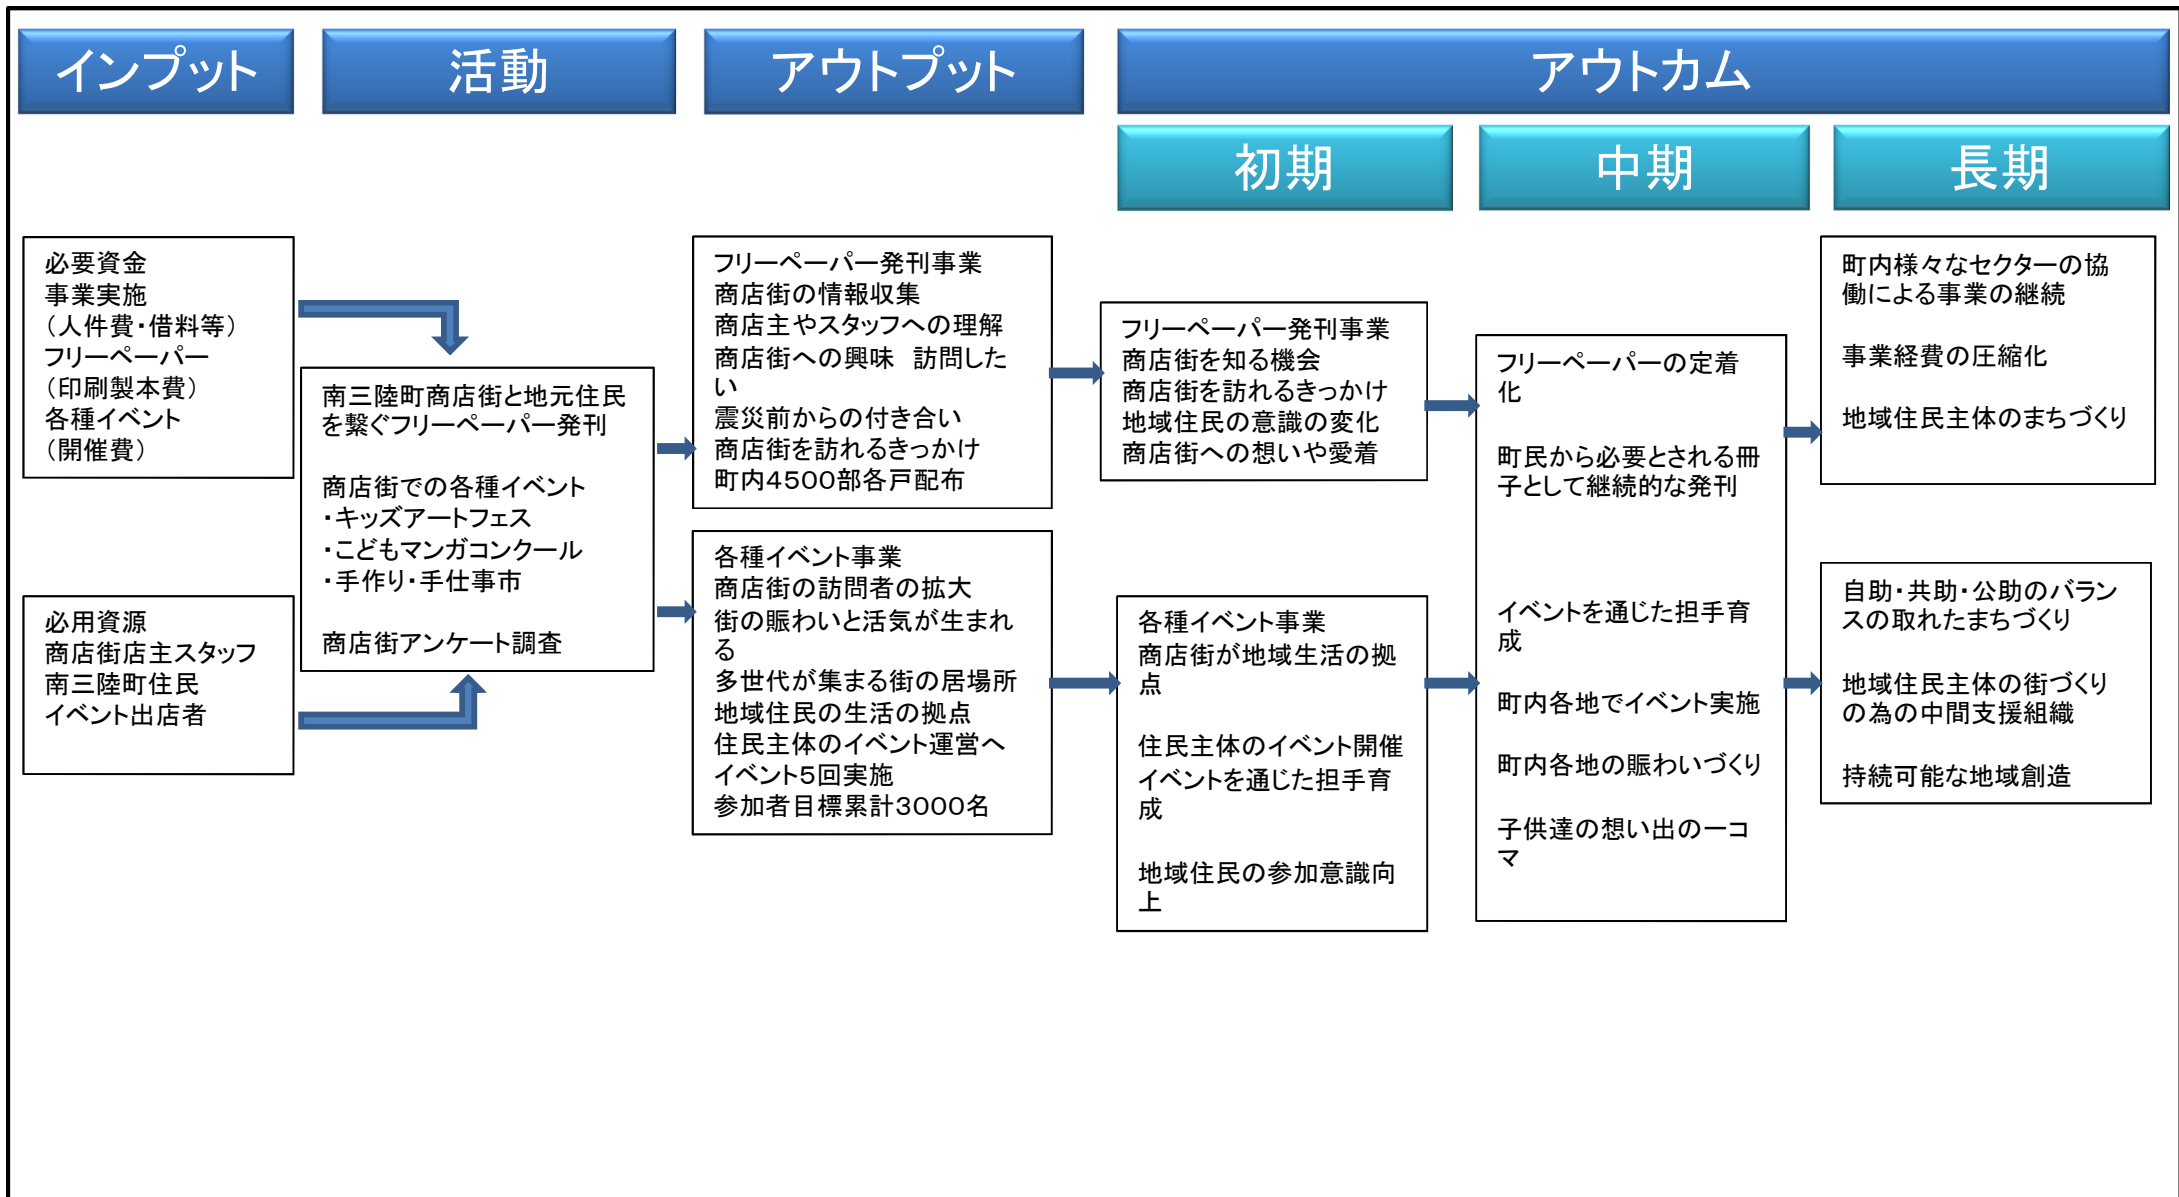 インプット
活動
アウトプット
アウトカム
初期
中期
長期
必要資金
事業実施
（人件費・借料等）
フリーペーパー
（印刷製本費）
各種イベント
（開催費）
必用資源
商店街店主スタッフ
南三陸町住民
イベント出店者
南三陸町商店街と地元住民
を繋ぐフリーペーパー発刊
商店街での各種イベント
・キッズアートフェス
・こどもマンガコンクール
・手作り・手仕事市
商店街アンケート調査
フリーペーパー発刊事業
商店街の情報収集
商店主やスタッフへの理解
商店街への興味　訪問した
い
震災前からの付き合い
商店街を訪れるきっかけ
町内4500部各戸配布
各種イベント事業
商店街の訪問者の拡大
街の賑わいと活気が生まれ
る
多世代が集まる街の居場所
地域住民の生活の拠点
住民主体のイベント運営へ
イベント5回実施
参加者目標累計3000名
フリーペーパー発刊事業
商店街を知る機会
商店街を訪れるきっかけ
地域住民の意識の変化
商店街への想いや愛着
各種イベント事業
商店街が地域生活の拠
点
住民主体のイベント開催
イベントを通じた担手育
成
地域住民の参加意識向
上
フリーペーパーの定着
化
町民から必要とされる冊
子として継続的な発刊
イベントを通じた担手育
成
町内各地でイベント実施
町内各地の賑わいづくり
子供達の想い出の一コ
マ
町内様々なセクターの協
働による事業の継続
事業経費の圧縮化
地域住民主体のまちづくり
自助・共助・公助のバラン
スの取れたまちづくり
地域住民主体の街づくり
の為の中間支援組織
持続可能な地域創造